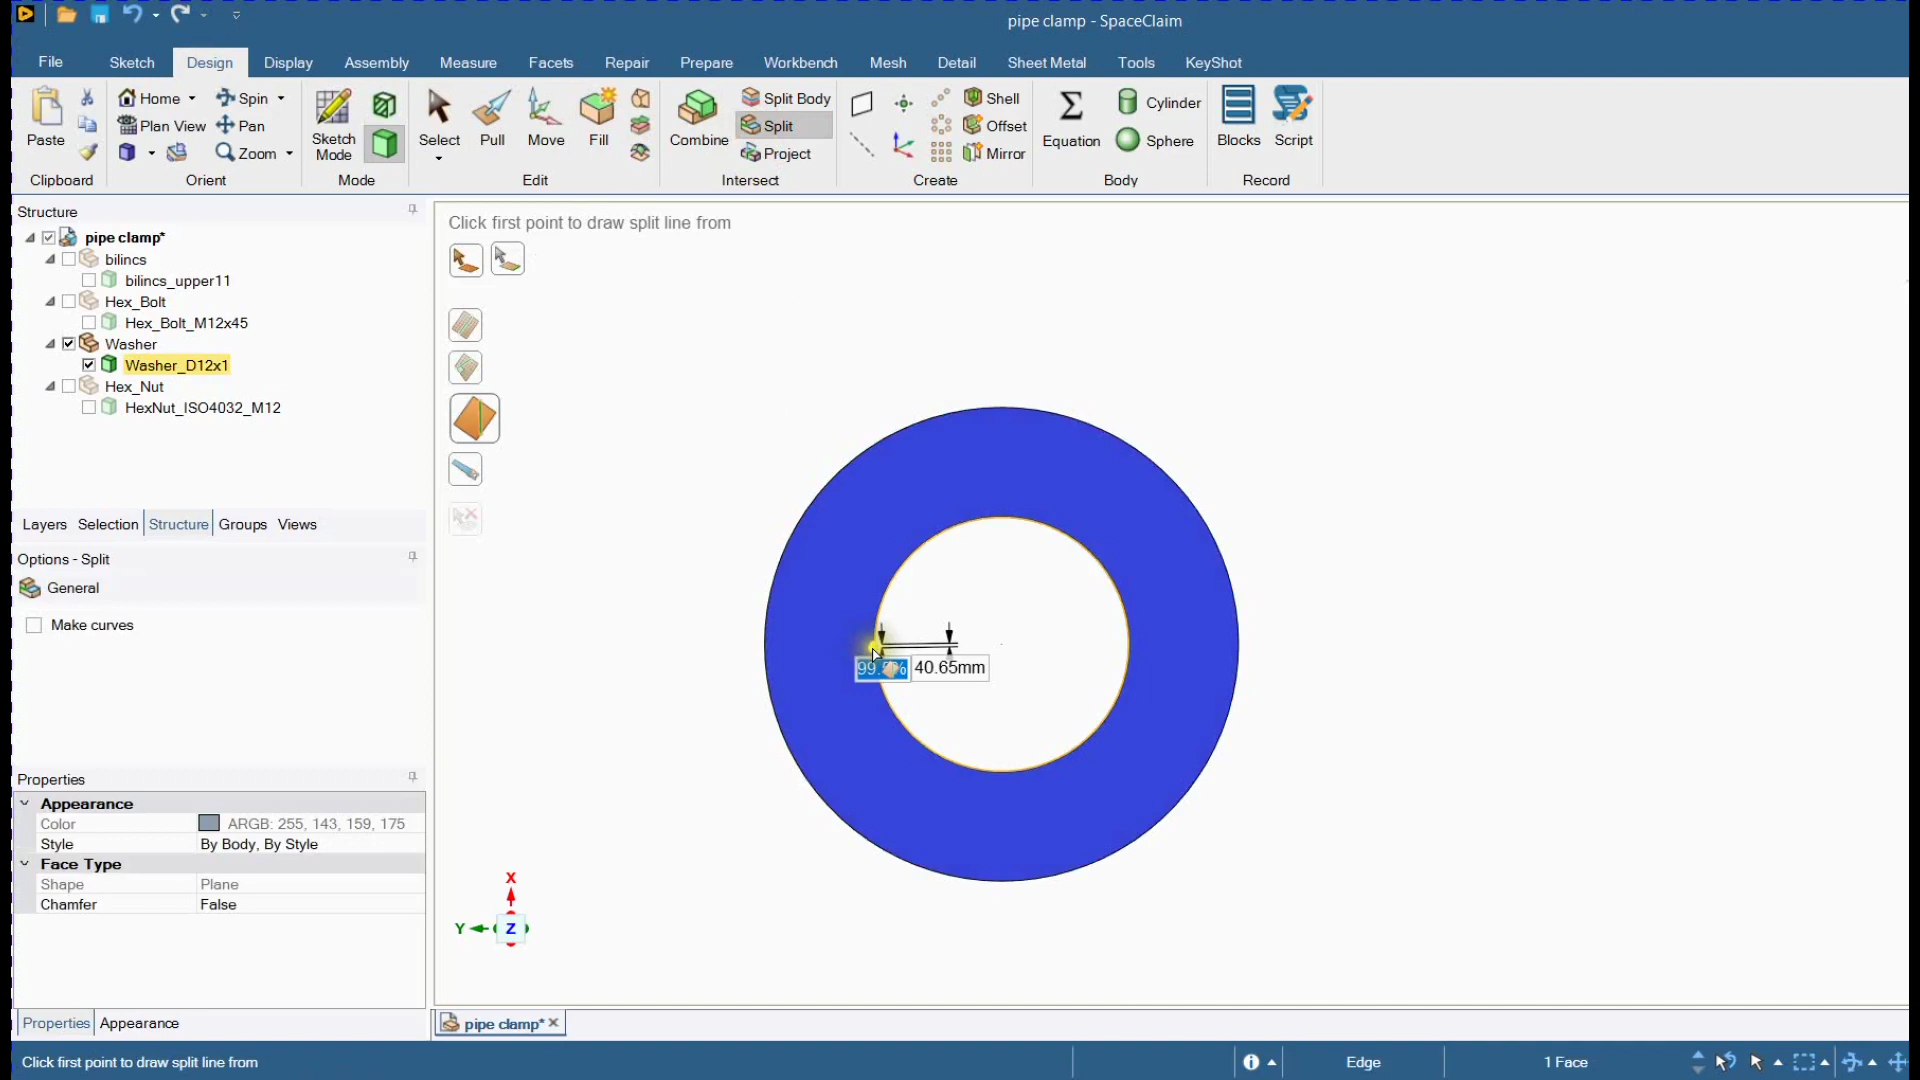 pipe clamp - SpaceClaim
File Sketch Design Display Assembly Measure Facets Repair Prepare Workbench Mesh Detail Sheet Metal Tools KeyShot
Paste
Clipboard
Home Spin
Plan View Pan
Zoom
Orient
Sketch
Mode
Mode
Select Pull Move Fill
Edit
Combine
Split Body
Split
Project
Intersect
Shell
Offset
Mirror
Create
Equation
Cylinder
Sphere
Body
Blocks Script
Record
Structure
pipe clamp*
bilincs
bilincs_upper11
Hex_Bolt
Hex_Bolt_M12x45
Washer
Washer_D12x1
Hex_Nut
HexNut_ISO4032_M12
Layers Selection Structure Groups Views
Options - Split
General
Make curves
Properties
Appearance
Color ARGB: 255, 143, 159, 175
Style By Body, By Style
Face Type
Shape Plane
Chamfer False
Properties Appearance
Click first point to draw split line from
40.65mm
X
Y Z
pipe clamp*
Click first point to draw split line from
Edge
1 Face